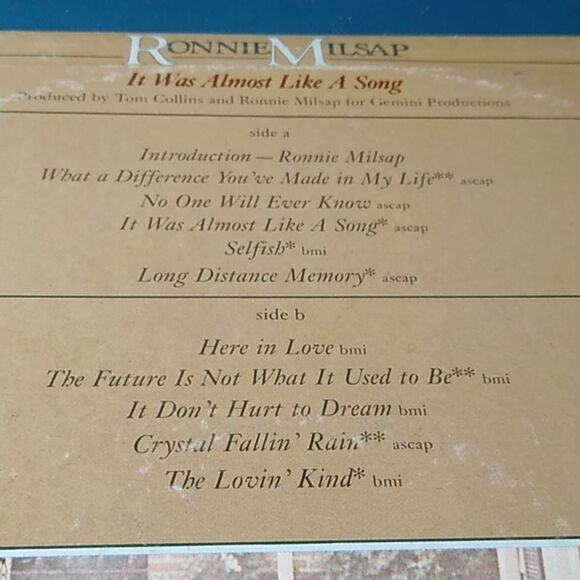 Ronnie Milsap
It Was Almost Like A Song
Produced by Tom Collins and Ronnie Milsap for Gemini Productions
side a
Introduction — Ronnie Milsap
What a Difference You've Made in My Life** ascap
No One Will Ever Know ascap
It Was Almost Like A Song* ascap
Selfish* bmi
Long Distance Memory* ascap
side b
Here in Love bmi
The Future Is Not What It Used to Be** bmi
It Don't Hurt to Dream bmi
Crystal Fallin' Rain** ascap
The Lovin' Kind* bmi